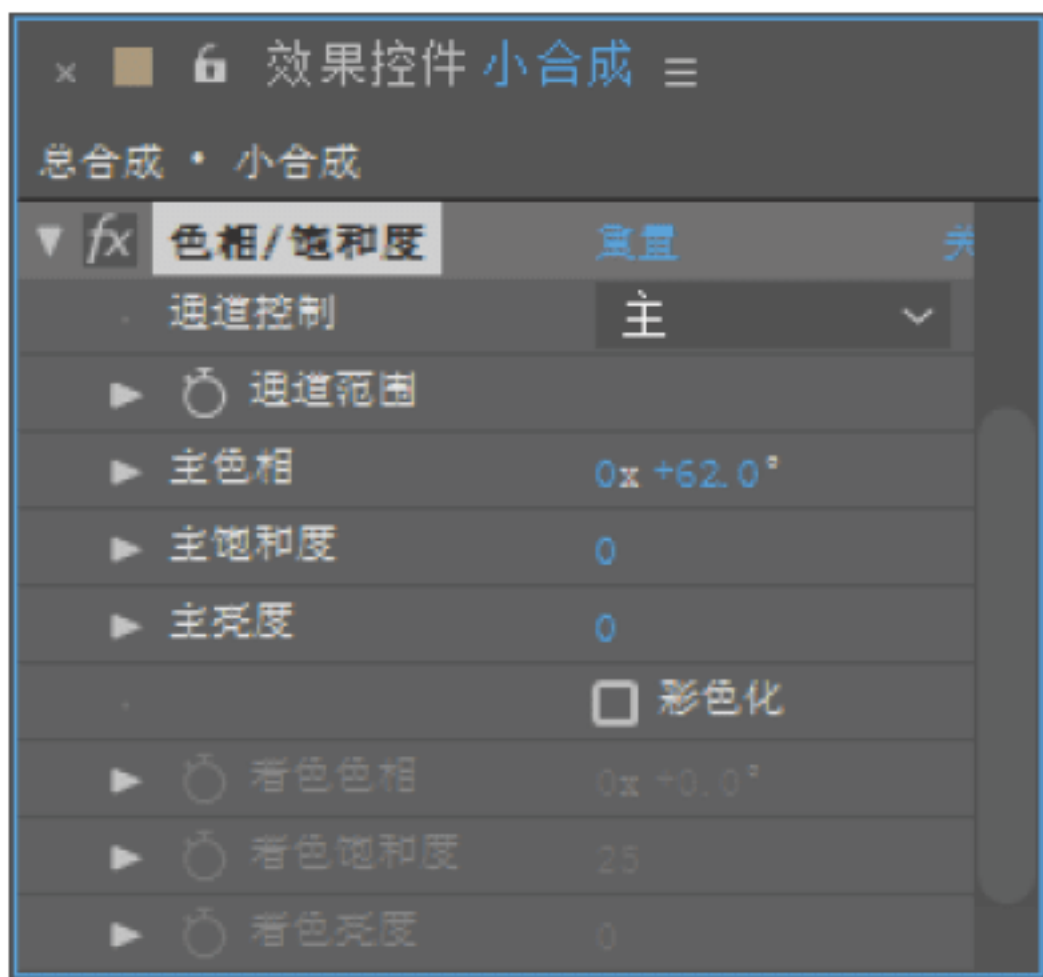 效果控件 小合成
总合成 • 小合成
fx 色相/饱和度 重置 关
通道控制 主
通道范围
主色相 0x +62.0°
主饱和度 0
主亮度 0
彩色化
着色色相 0x +0.0°
着色饱和度 25
着色亮度 0